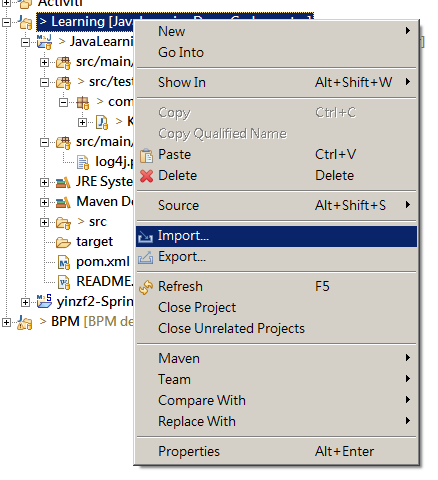 Activiti
> Learning [Java
> JavaLearni
src/main/
> src/test
> com
> K
src/main/
log4j.p
JRE Syste
Maven De
> src
target
pom.xml
README.
yinzf2-Sprin
> BPM [BPM de
New
Go Into
Show In Alt+Shift+W
Copy Ctrl+C
Copy Qualified Name
Paste Ctrl+V
Delete Delete
Source Alt+Shift+S
Import...
Export...
Refresh F5
Close Project
Close Unrelated Projects
Maven
Team
Compare With
Replace With
Properties Alt+Enter